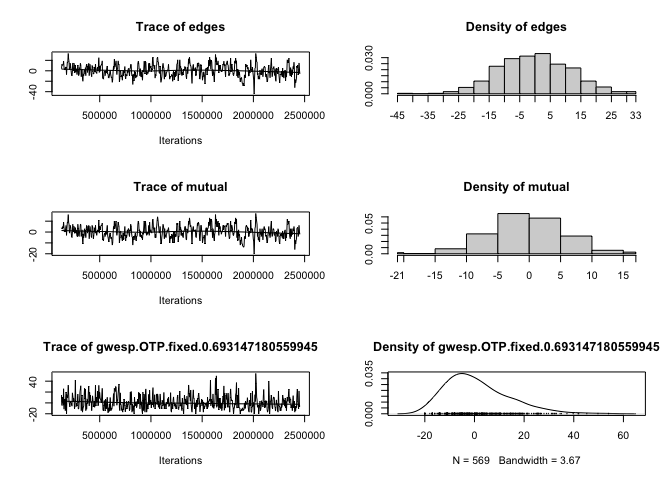 Trace of edges
0
-40
500000 1000000 1500000 2000000 2500000
Iterations
Density of edges
0.030
0.000
-45 -35 -25 -15 -5 5 15 25 33
Trace of mutual
0
-20
500000 1000000 1500000 2000000 2500000
Iterations
Density of mutual
0.05
0.00
-21 -15 -10 -5 0 5 10 15
Trace of gwesp.OTP.fixed.0.693147180559945
40
-20
500000 1000000 1500000 2000000 2500000
Iterations
Density of gwesp.OTP.fixed.0.693147180559945
0.035
0.000
-20 0 20 40 60
N = 569 Bandwidth = 3.67